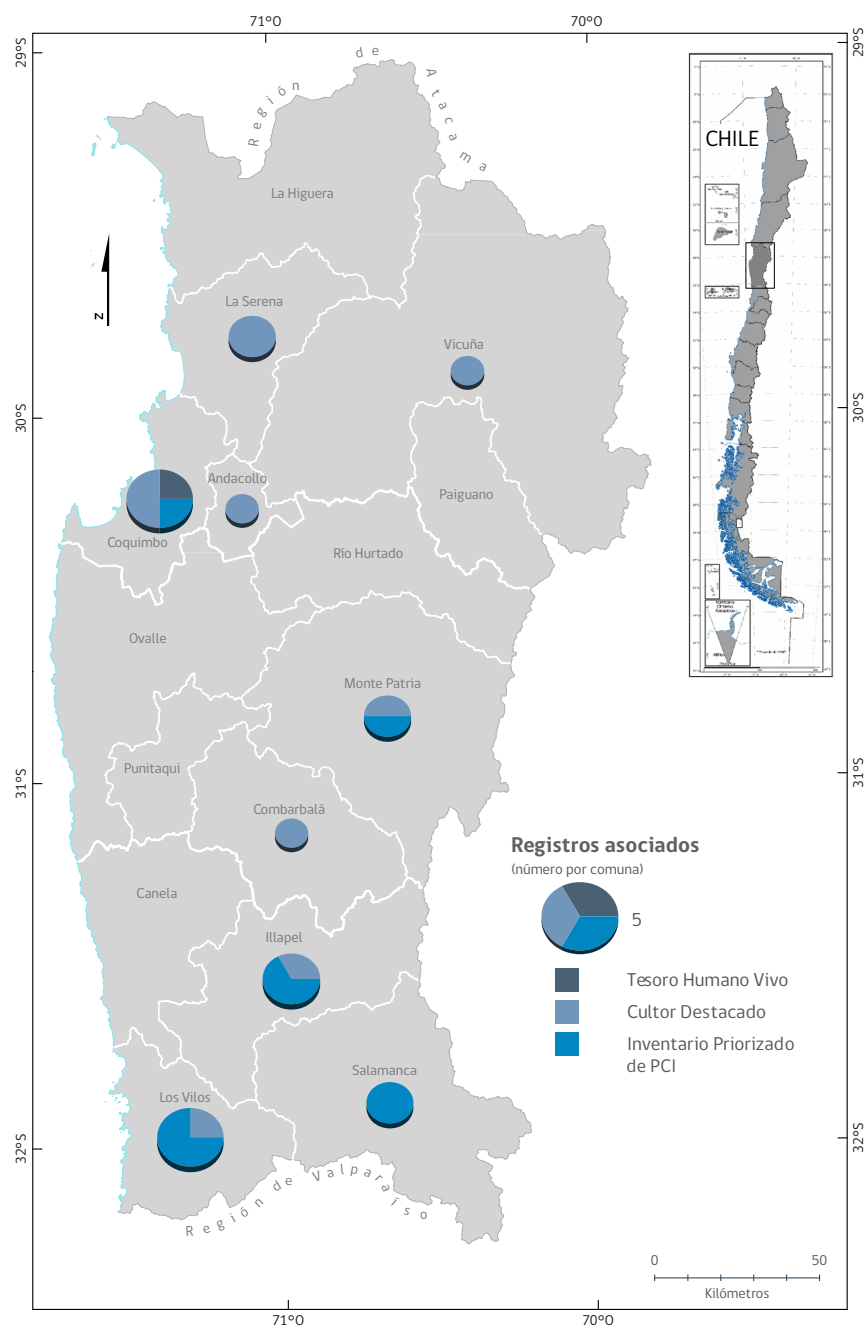 71°O
70°O
29°S
29°S
Región de Atacama
CHILE
La Higuera
La Serena
Vicuña
30°S
30°S
Andacollo
Paiguano
Coquimbo
Río Hurtado
N
Ovalle
Monte Patria
31°S
31°S
Punitaqui
Combarbalá
Registros asociados
(número por comuna)
5
Canela
Illapel
Tesoro Humano Vivo
Cultor Destacado
Inventario Priorizado
de PCI
Salamanca
Los Vilos
32°S
32°S
Región de Valparaíso
0
50
Kilómetros
71°O
70°O